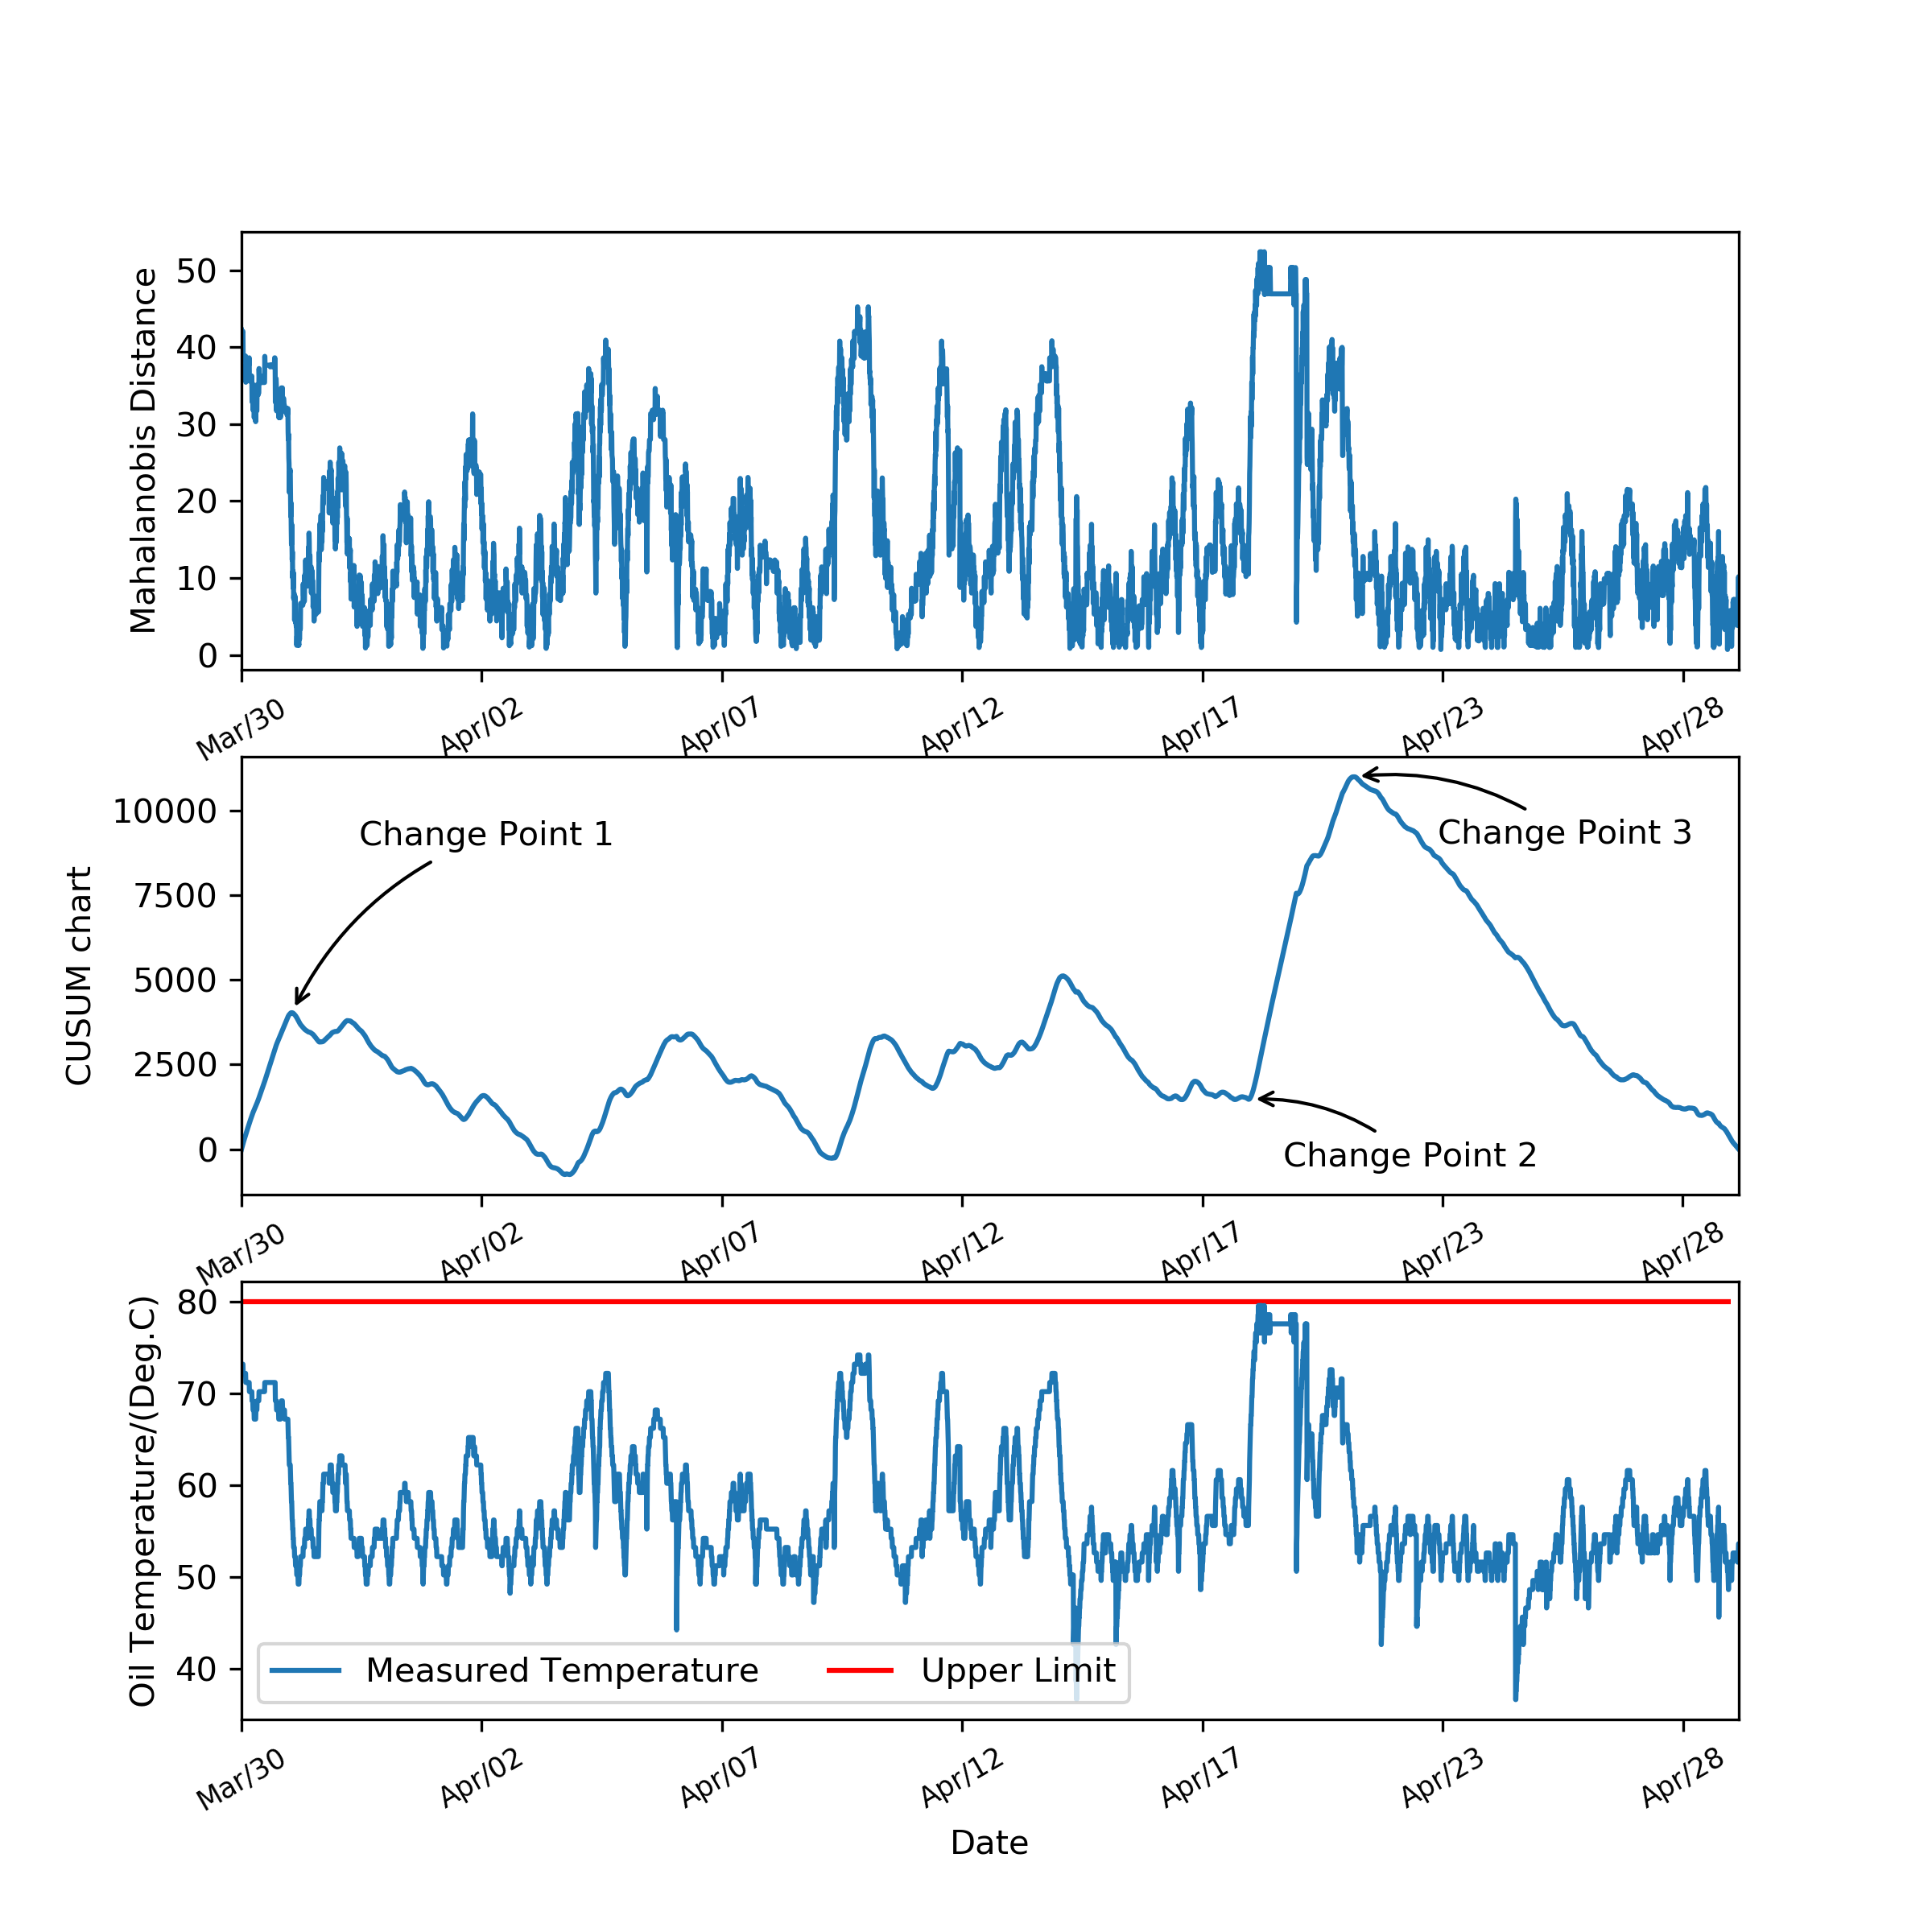 Mahalanobis Distance
50
40
30
20
10
0
Mar/30 Apr/02 Apr/07 Apr/12 Apr/17 Apr/23 Apr/28
CUSUM chart
10000
7500
5000
2500
0
Change Point 1
Change Point 3
Change Point 2
Mar/30 Apr/02 Apr/07 Apr/12 Apr/17 Apr/23 Apr/28
Oil Temperature/(Deg.C)
80
70
60
50
40
Measured Temperature Upper Limit
Mar/30 Apr/02 Apr/07 Apr/12 Apr/17 Apr/23 Apr/28
Date